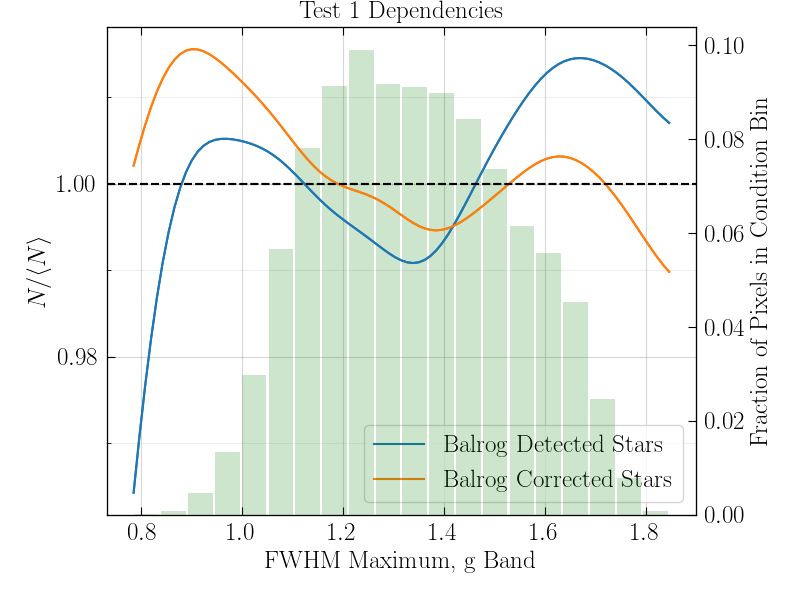 Test 1 Dependencies
1.00
0.98
N/⟨N⟩
0.10
0.08
0.06
0.04
0.02
0.00
Fraction of Pixels in Condition Bin
Balrog Detected Stars
Balrog Corrected Stars
0.8 1.0 1.2 1.4 1.6 1.8
FWHM Maximum, g Band